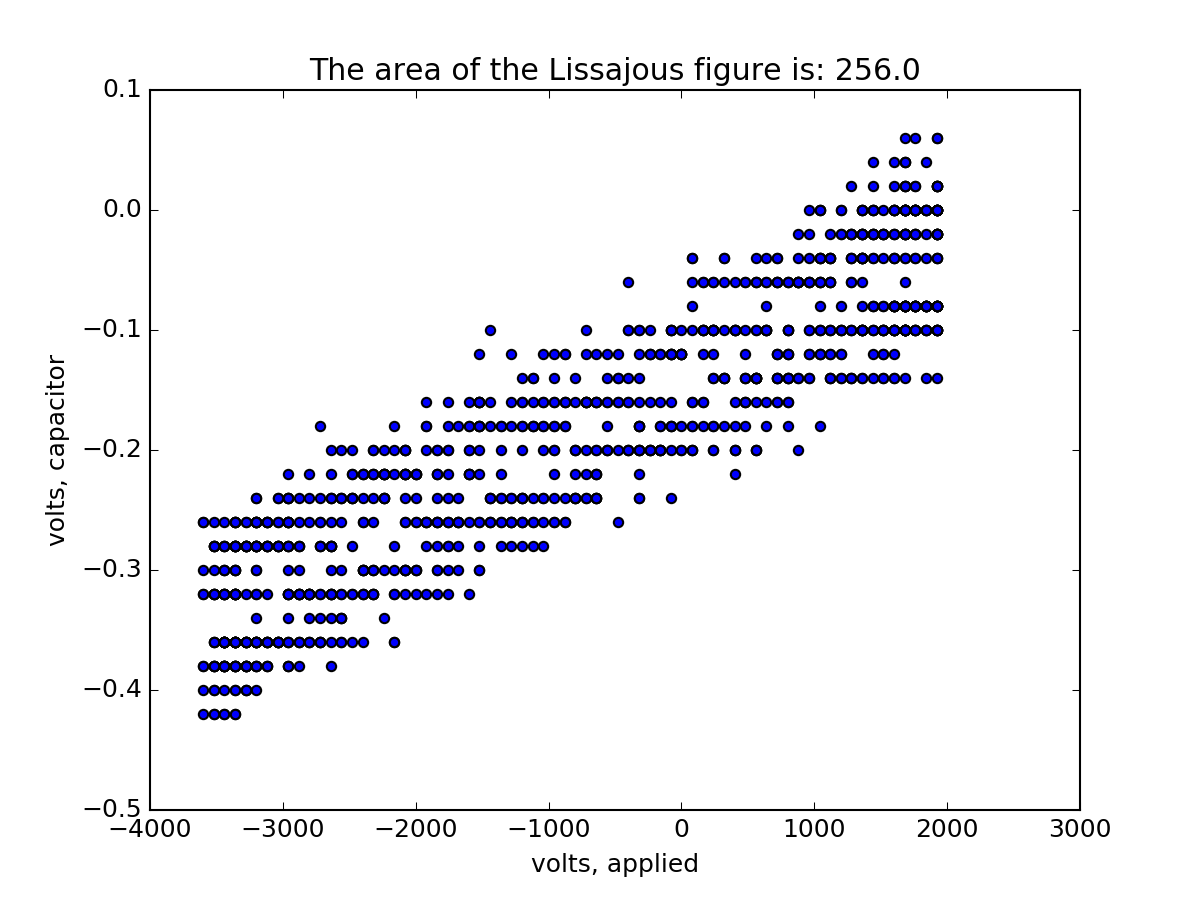 The area of the Lissajous figure is: 256.0
0.1
0.0
−0.1
−0.2
−0.3
−0.4
−0.5
volts, capacitor
−4000 −3000 −2000 −1000 0 1000 2000 3000
volts, applied